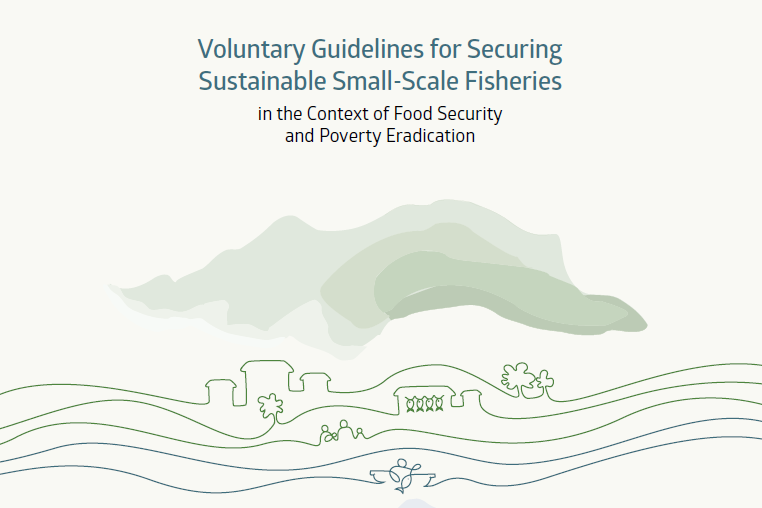 Voluntary Guidelines for Securing
Sustainable Small-Scale Fisheries
in the Context of Food Security
and Poverty Eradication